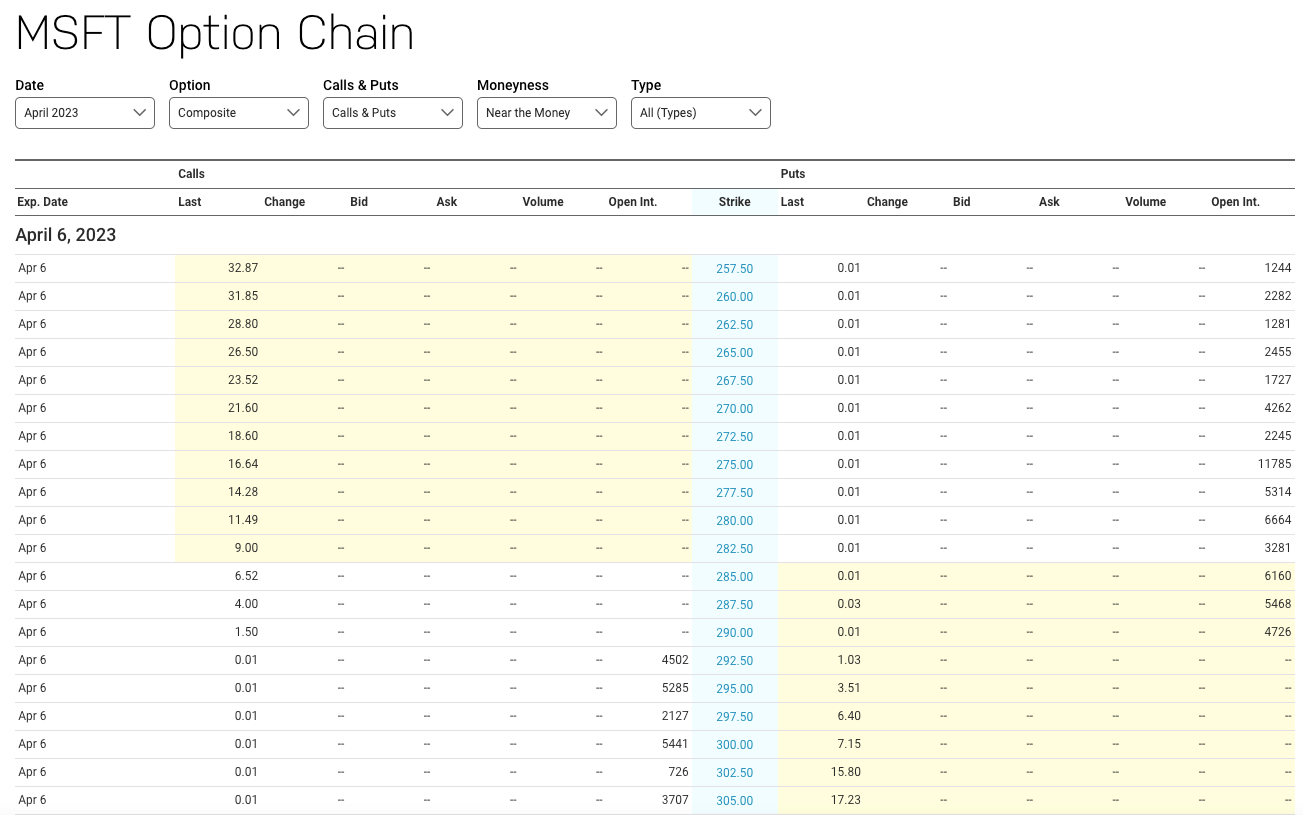 MSFT Option Chain
Date Option Calls & Puts Moneyness Type
April 2023 Composite Calls & Puts Near the Money All (Types)
Calls Puts
Exp. Date Last Change Bid Ask Volume Open Int. Strike Last Change Bid Ask Volume Open Int.
April 6, 2023
Apr 6 32.87 -- -- -- -- -- 257.50 0.01 -- -- -- -- 1244
Apr 6 31.85 -- -- -- -- -- 260.00 0.01 -- -- -- -- 2282
Apr 6 28.80 -- -- -- -- -- 262.50 0.01 -- -- -- -- 1281
Apr 6 26.50 -- -- -- -- -- 265.00 0.01 -- -- -- -- 2455
Apr 6 23.52 -- -- -- -- -- 267.50 0.01 -- -- -- -- 1727
Apr 6 21.60 -- -- -- -- -- 270.00 0.01 -- -- -- -- 4262
Apr 6 18.60 -- -- -- -- -- 272.50 0.01 -- -- -- -- 2245
Apr 6 16.64 -- -- -- -- -- 275.00 0.01 -- -- -- -- 11785
Apr 6 14.28 -- -- -- -- -- 277.50 0.01 -- -- -- -- 5314
Apr 6 11.49 -- -- -- -- -- 280.00 0.01 -- -- -- -- 6664
Apr 6 9.00 -- -- -- -- -- 282.50 0.01 -- -- -- -- 3281
Apr 6 6.52 -- -- -- -- -- 285.00 0.01 -- -- -- -- 6160
Apr 6 4.00 -- -- -- -- -- 287.50 0.03 -- -- -- -- 5468
Apr 6 1.50 -- -- -- -- -- 290.00 0.01 -- -- -- -- 4726
Apr 6 0.01 -- -- -- -- 4502 292.50 1.03 -- -- -- -- --
Apr 6 0.01 -- -- -- -- 5285 295.00 3.51 -- -- -- -- --
Apr 6 0.01 -- -- -- -- 2127 297.50 6.40 -- -- -- -- --
Apr 6 0.01 -- -- -- -- 5441 300.00 7.15 -- -- -- -- --
Apr 6 0.01 -- -- -- -- 726 302.50 15.80 -- -- -- -- --
Apr 6 0.01 -- -- -- -- 3707 305.00 17.23 -- -- -- -- --